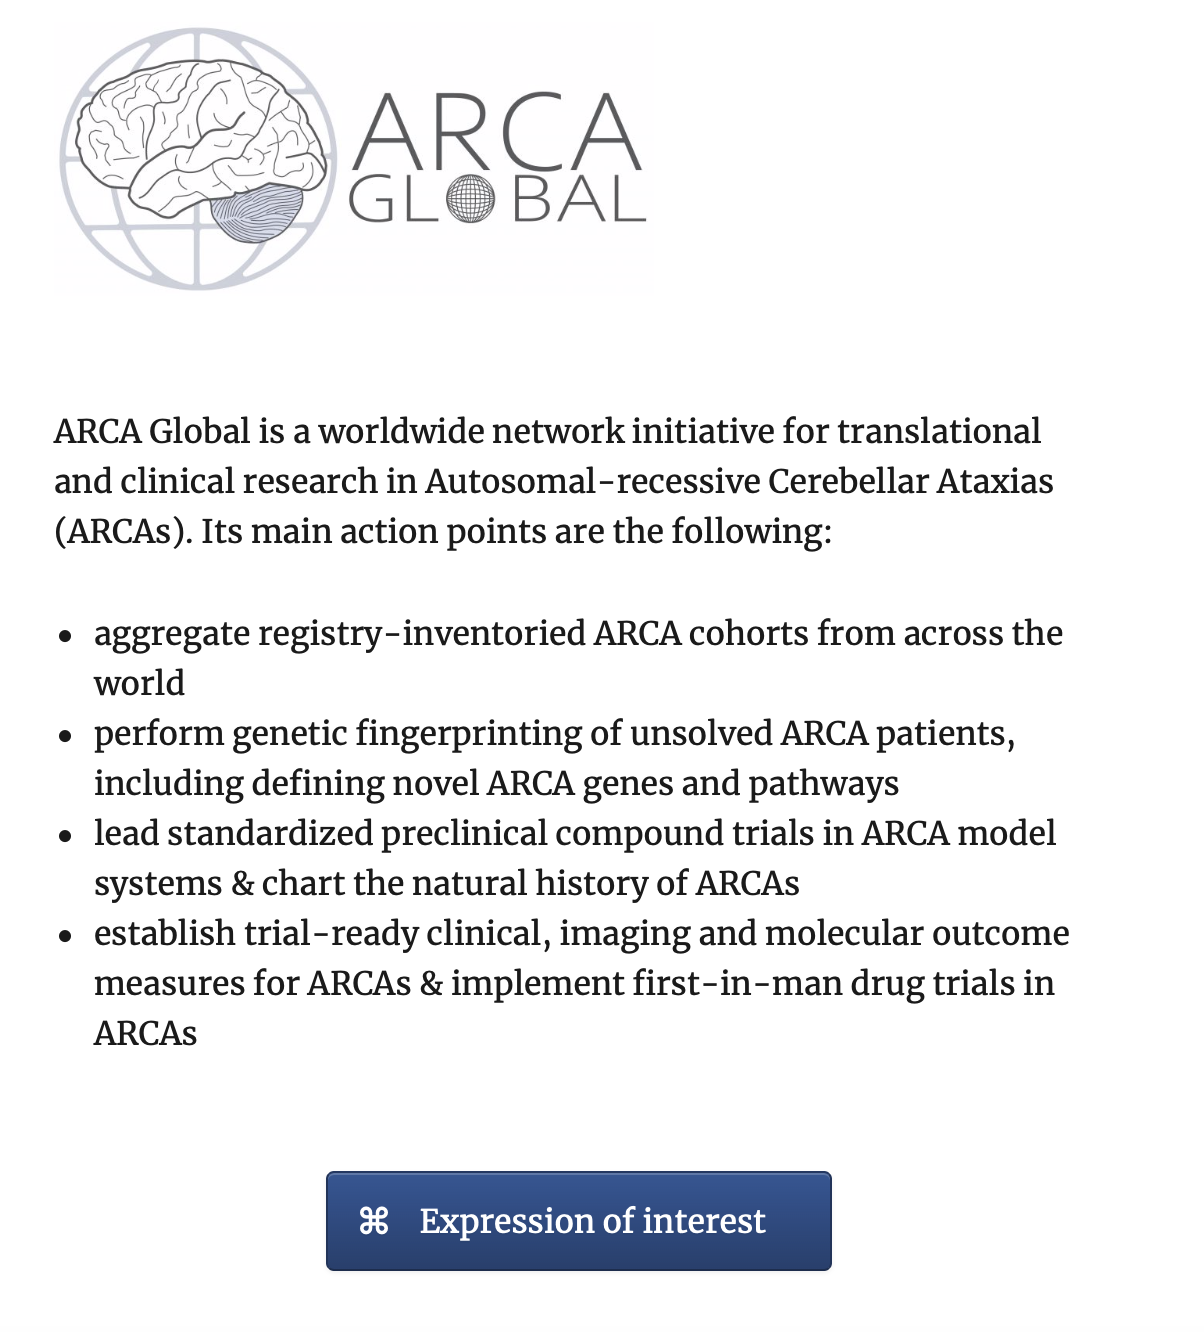 ARCA
GLOBAL
ARCA Global is a worldwide network initiative for translational
and clinical research in Autosomal-recessive Cerebellar Ataxias
(ARCAs). Its main action points are the following:
• aggregate registry-inventoried ARCA cohorts from across the
world
• perform genetic fingerprinting of unsolved ARCA patients,
including defining novel ARCA genes and pathways
• lead standardized preclinical compound trials in ARCA model
systems & chart the natural history of ARCAs
• establish trial-ready clinical, imaging and molecular outcome
measures for ARCAs & implement first-in-man drug trials in
ARCAs
⌘ Expression of interest